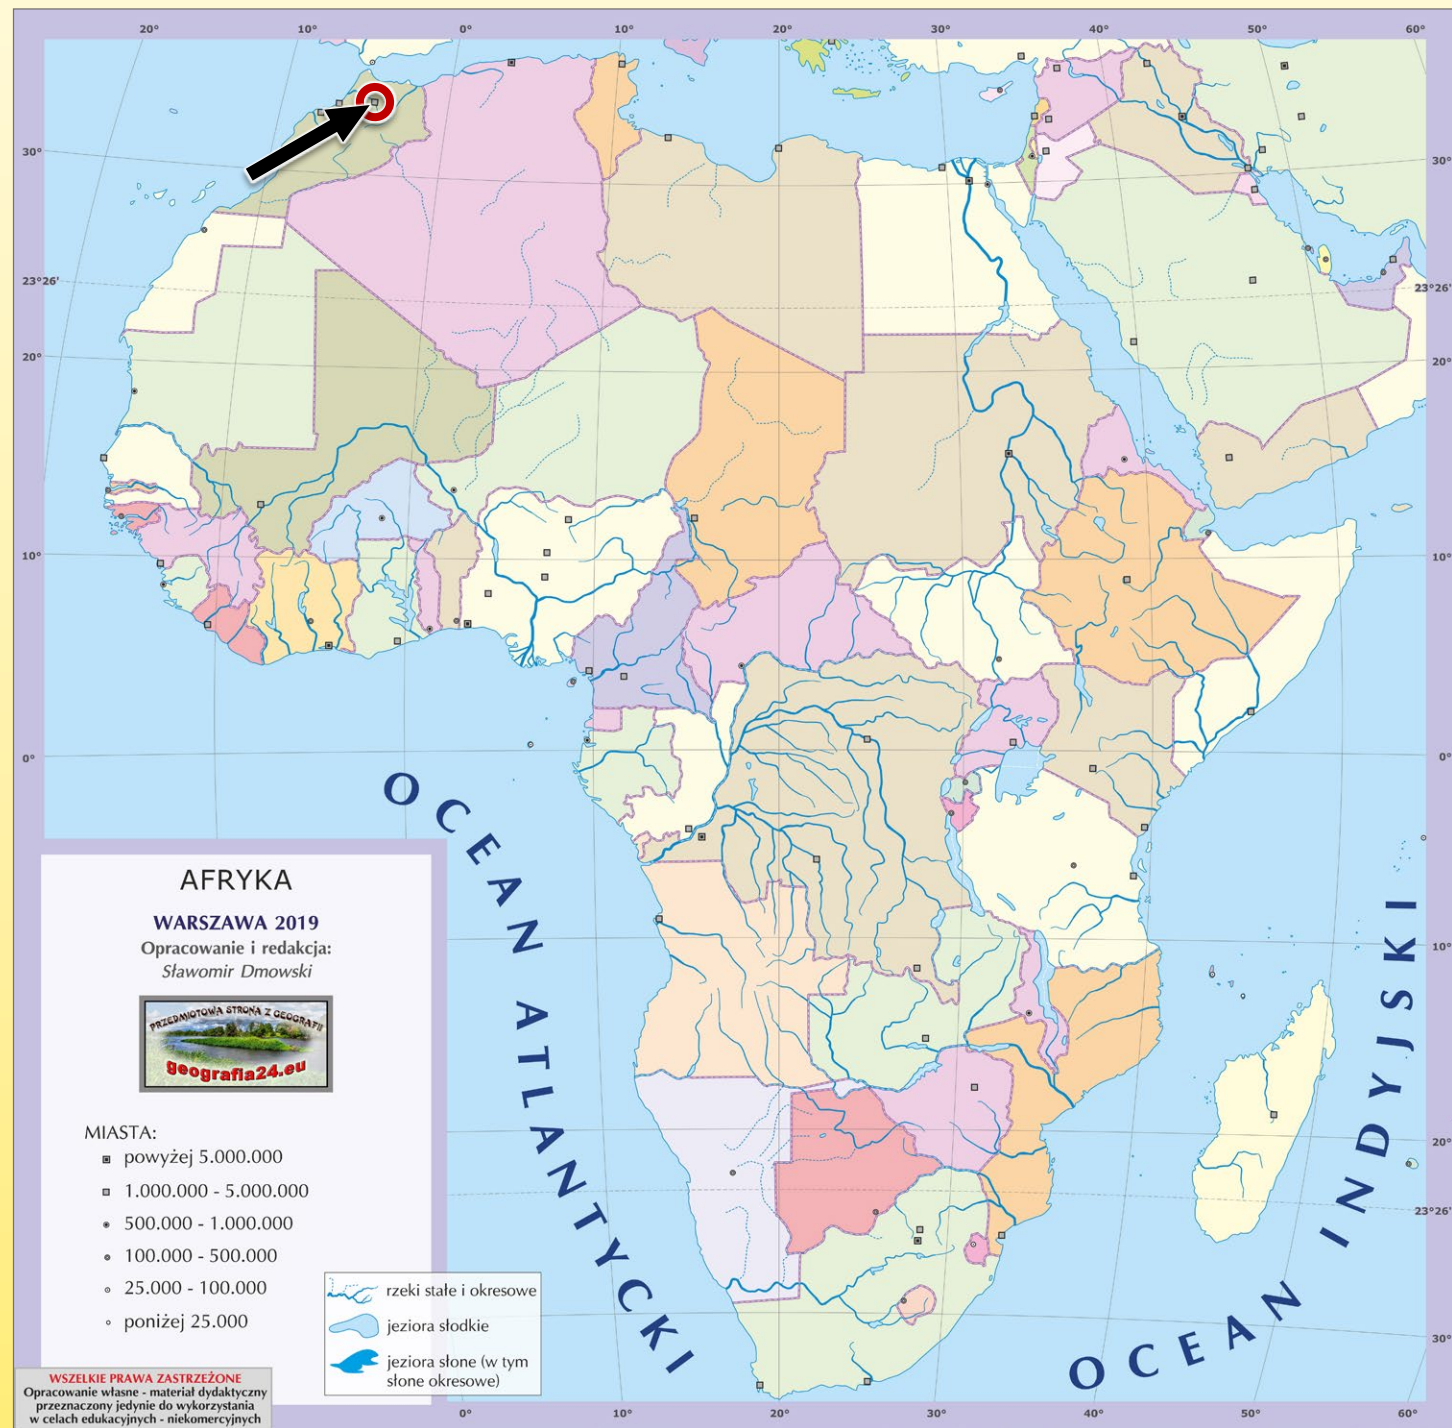 20° 10° 0° 10° 20° 30° 40° 50° 60°
30° 30°
23°26' 23°26'
20° 20°
10° 10°
0° 0°
10°
20°
23°26'
30°
OCEAN ATLANTYCKI
OCEAN INDYJSKI
AFRYKA
WARSZAWA 2019
Opracowanie i redakcja:
Sławomir Dmowski
PRZEDMIOTOWA STRONA Z GEOGRAFII
geografia24.eu
MIASTA:
powyżej 5.000.000
1.000.000 - 5.000.000
500.000 - 1.000.000
100.000 - 500.000
25.000 - 100.000
poniżej 25.000
rzeki stałe i okresowe
jeziora słodkie
jeziora słone (w tym
słone okresowe)
WSZELKIE PRAWA ZASTRZEŻONE
Opracowanie własne - materiał dydaktyczny
przeznaczony jedynie do wykorzystania
w celach edukacyjnych - niekomercyjnych
0° 10° 20° 30° 40° 50° 60°